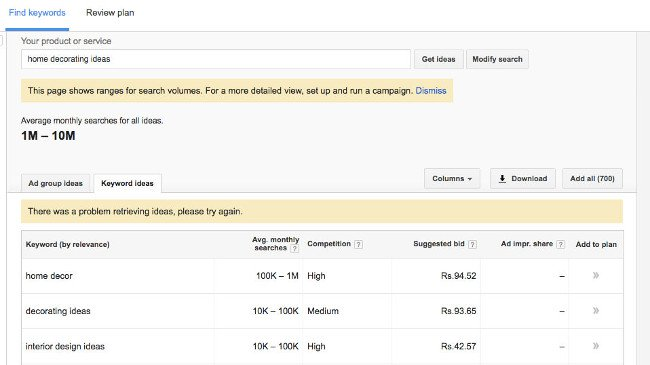 Find keywords Review plan
Your product or service
home decorating ideas Get ideas Modify search
This page shows ranges for search volumes. For a more detailed view, set up and run a campaign. Dismiss
Average monthly searches for all ideas.
1M – 10M
Ad group ideas Keyword ideas Columns Download Add all (700)
There was a problem retrieving ideas, please try again.
Keyword (by relevance) Avg. monthly searches ? Competition ? Suggested bid ? Ad impr. share ? Add to plan
home decor 100K – 1M High Rs.94.52 – »
decorating ideas 10K – 100K Medium Rs.93.65 – »
interior design ideas 10K – 100K High Rs.42.57 – »